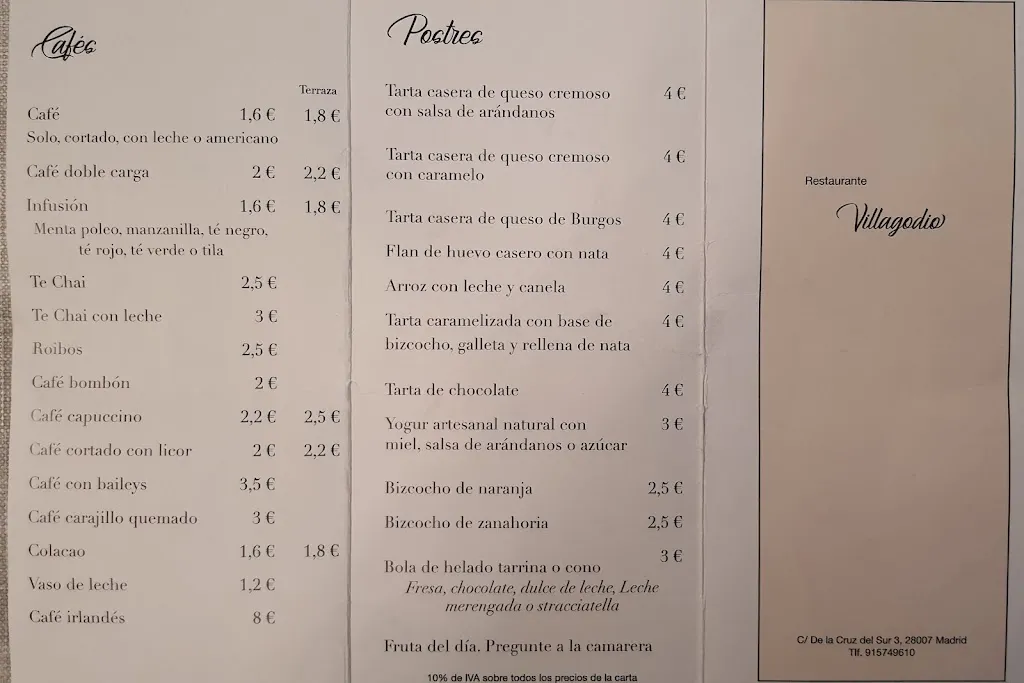 Cafés
Terraza
Café 1,6 € 1,8 €
Solo, cortado, con leche o americano
Café doble carga 2 € 2,2 €
Infusión 1,6 € 1,8 €
Menta poleo, manzanilla, té negro,
té rojo, té verde o tila
Te Chai 2,5 €
Te Chai con leche 3 €
Roibos 2,5 €
Café bombón 2 €
Café capuccino 2,2 € 2,5 €
Café cortado con licor 2 € 2,2 €
Café con baileys 3,5 €
Café carajillo quemado 3 €
Colacao 1,6 € 1,8 €
Vaso de leche 1,2 €
Café irlandés 8 €
Postres
Tarta casera de queso cremoso 4 €
con salsa de arándanos
Tarta casera de queso cremoso 4 €
con caramelo
Tarta casera de queso de Burgos 4 €
Flan de huevo casero con nata 4 €
Arroz con leche y canela 4 €
Tarta caramelizada con base de 4 €
bizcocho, galleta y rellena de nata
Tarta de chocolate 4 €
Yogur artesanal natural con 3 €
miel, salsa de arándanos o azúcar
Bizcocho de naranja 2,5 €
Bizcocho de zanahoria 2,5 €
Bola de helado tarrina o cono 3 €
Fresa, chocolate, dulce de leche, Leche
merengada o stracciatella
Fruta del día. Pregunte a la camarera
10% de IVA sobre todos los precios de la carta
Restaurante
Villagodio
C/ De la Cruz del Sur 3, 28007 Madrid
Tlf. 915749610